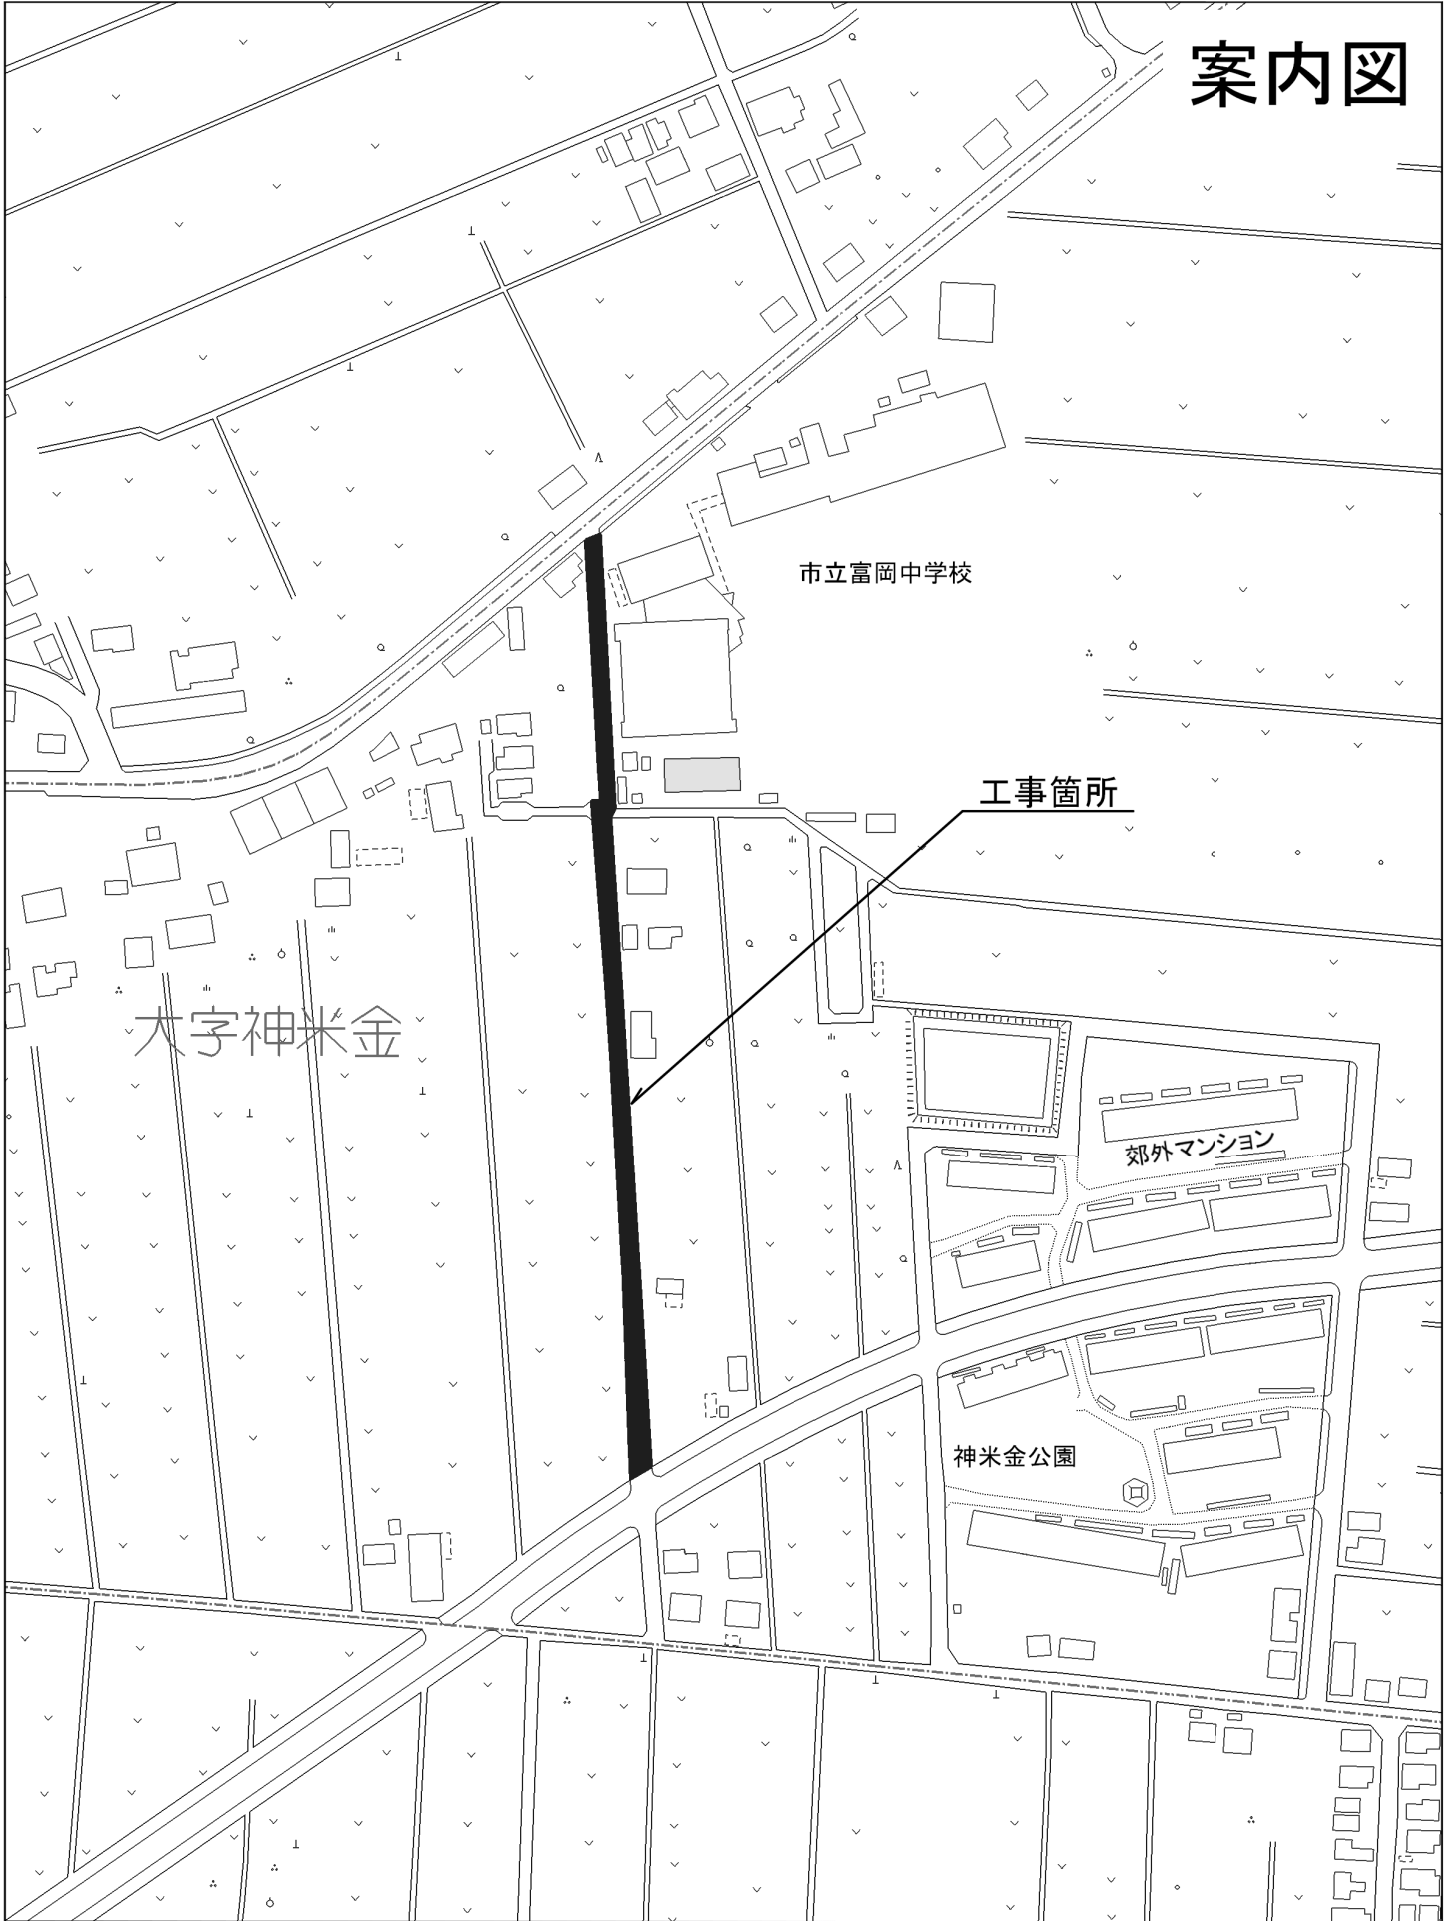 案内図
市立富岡中学校
工事箇所
大字神米金
郊外マンション
神米金公園